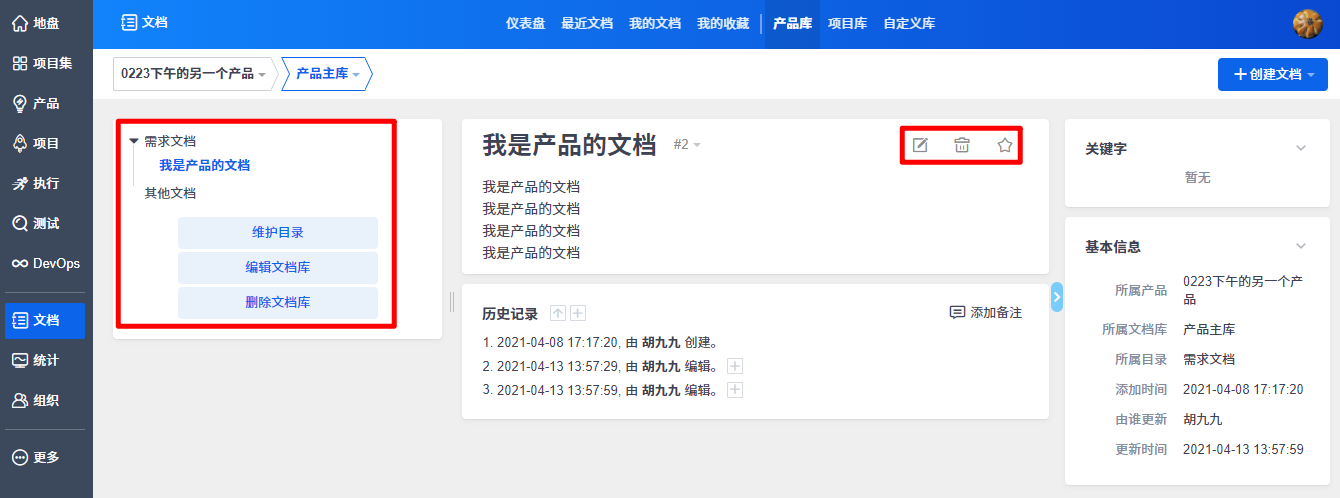 地盘
项目集
产品
项目
执行
测试
DevOps
文档
统计
组织
更多
文档
仪表盘 最近文档 我的文档 我的收藏 产品库 项目库 自定义库
0223下午的另一个产品
产品主库
创建文档
需求文档
我是产品的文档
其他文档
维护目录
编辑文档库
删除文档库
我是产品的文档 #2
我是产品的文档
我是产品的文档
我是产品的文档
我是产品的文档
历史记录
添加备注
1. 2021-04-08 17:17:20, 由 胡九九 创建。
2. 2021-04-13 13:57:29, 由 胡九九 编辑。
3. 2021-04-13 13:57:59, 由 胡九九 编辑。
关键字
暂无
基本信息
所属产品 0223下午的另一个产
品
所属文档库 产品主库
所属目录 需求文档
添加时间 2021-04-08 17:17:20
由谁更新 胡九九
更新时间 2021-04-13 13:57:59